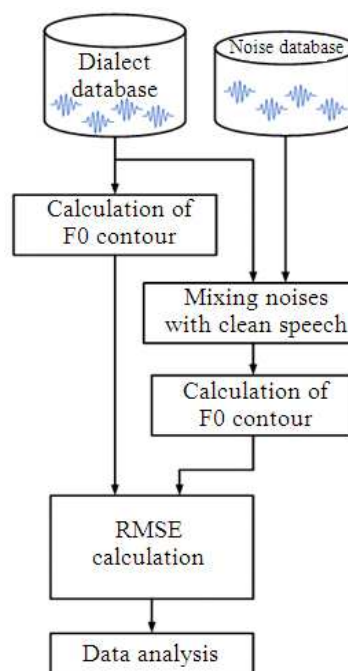 Dialect
database
Noise database
Calculation of
F0 contour
Mixing noises
with clean speech
Calculation of
F0 contour
RMSE
calculation
Data analysis